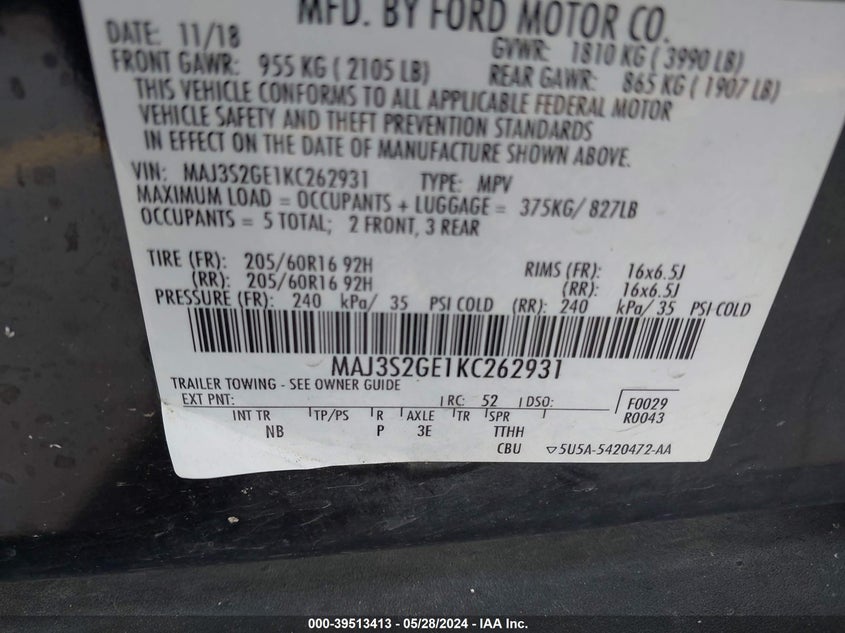 MFD. BY FORD MOTOR CO.
DATE: 11/18 GVWR: 1810 KG ( 3990 LB)
FRONT GAWR: 955 KG ( 2105 LB) REAR GAWR: 865 KG ( 1907 LB)
THIS VEHICLE CONFORMS TO ALL APPLICABLE FEDERAL MOTOR
VEHICLE SAFETY AND THEFT PREVENTION STANDARDS
IN EFFECT ON THE DATE OF MANUFACTURE SHOWN ABOVE.
VIN: MAJ3S2GE1KC262931 TYPE: MPV
MAXIMUM LOAD = OCCUPANTS + LUGGAGE = 375KG/ 827LB
OCCUPANTS = 5 TOTAL; 2 FRONT, 3 REAR
TIRE (FR): 205/60R16 92H RIMS (FR): 16x6.5J
(RR): 205/60R16 92H (RR): 16x6.5J
PRESSURE (FR): 240 kPa/ 35 PSI COLD (RR): 240 kPa/ 35 PSI COLD
MAJ3S2GE1KC262931
TRAILER TOWING - SEE OWNER GUIDE
EXT PNT: RC: 52 DSO: F0029
INT TR TP/PS R AXLE TR SPR R0043
NB P 3E TTHH
CBU ▽5U5A-5420472-AA
000-39513413 - 05/28/2024 - IAA Inc.